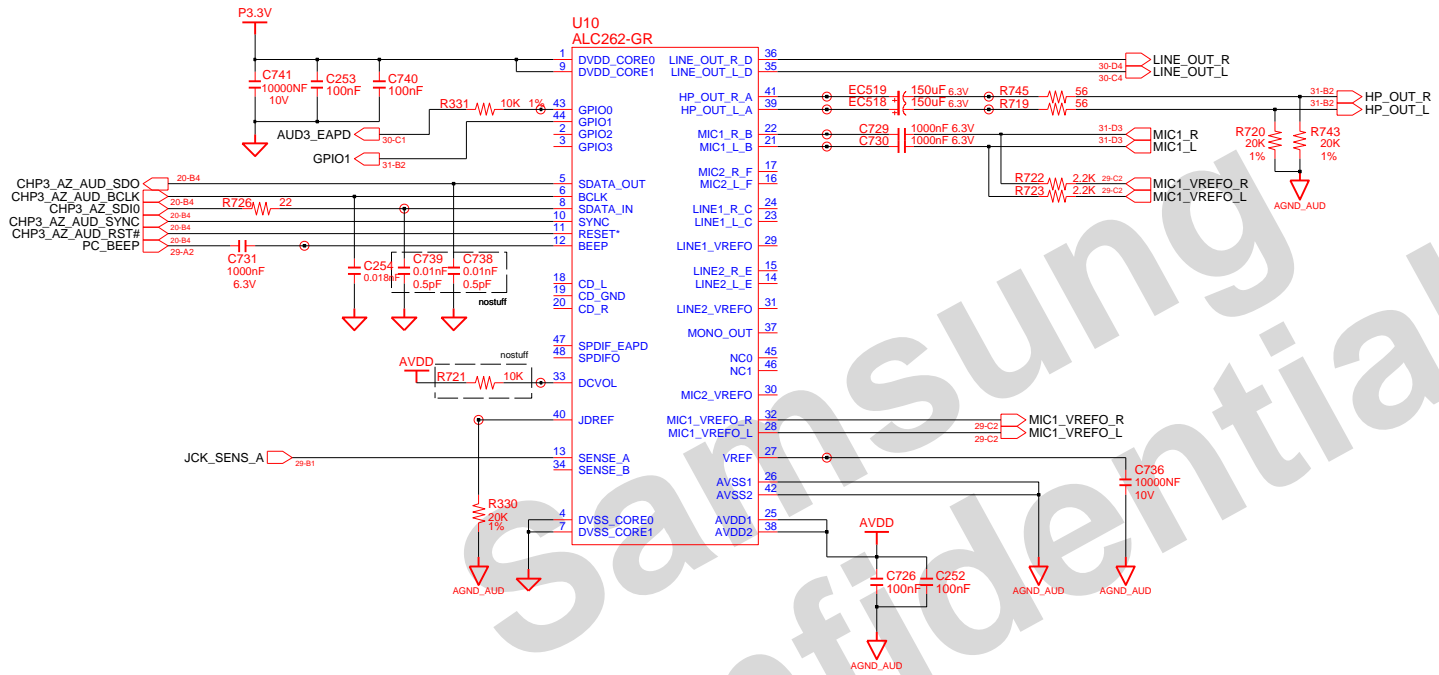 P3.3V
C741
10000NF
10V
C253
100nF
C740
100nF
U10
ALC262-GR
1 DVDD_CORE0
9 DVDD_CORE1
R331 10K 1%
43 GPIO0
44 GPIO1
2 GPIO2
3 GPIO3
AUD3_EAPD 30-C1
GPIO1 31-B2
CHP3_AZ_AUD_SDO 20-B4
CHP3_AZ_AUD_BCLK 20-B4
CHP3_AZ_SDI0 20-B4
CHP3_AZ_AUD_SYNC 20-B4
CHP3_AZ_AUD_RST# 20-B4
PC_BEEP 29-A2
R726 22
5 SDATA_OUT
6 BCLK
8 SDATA_IN
10 SYNC
11 RESET*
12 BEEP
C731
1000nF
6.3V
C254
0.018nF
C739
0.01nF
0.5pF
C738
0.01nF
0.5pF
nostuff
18 CD_L
19 CD_GND
20 CD_R
47 SPDIF_EAPD
48 SPDIFO
AVDD
nostuff
R721 10K
33 DCVOL
40 JDREF
JCK_SENS_A 29-B1
13 SENSE_A
34 SENSE_B
R330
20K
1%
AGND_AUD
4 DVSS_CORE0
7 DVSS_CORE1
LINE_OUT_R_D 36
LINE_OUT_L_D 35
30-D4 LINE_OUT_R
30-C4 LINE_OUT_L
HP_OUT_R_A 41
HP_OUT_L_A 39
EC519 150uF 6.3V R745 56
EC518 150uF 6.3V R719 56
31-B2 HP_OUT_R
31-B2 HP_OUT_L
MIC1_R_B 22
MIC1_L_B 21
C729 1000nF 6.3V
C730 1000nF 6.3V
31-D3 MIC1_R
31-D3 MIC1_L
R720
20K
1%
R743
20K
1%
AGND_AUD
MIC2_R_F 17
MIC2_L_F 16
R722 2.2K 29-C2 MIC1_VREFO_R
R723 2.2K 29-C2 MIC1_VREFO_L
LINE1_R_C 24
LINE1_L_C 23
LINE1_VREFO 29
LINE2_R_E 15
LINE2_L_E 14
LINE2_VREFO 31
MONO_OUT 37
NC0 45
NC1 46
MIC2_VREFO 30
MIC1_VREFO_R 32
MIC1_VREFO_L 28
29-C2 MIC1_VREFO_R
29-C2 MIC1_VREFO_L
VREF 27
AVSS1 26
AVSS2 42
AVDD1 25
AVDD2 38
C736
10000NF
10V
AVDD
C726
100nF
C252
100nF
AGND_AUD
AGND_AUD
AGND_AUD
Samsung